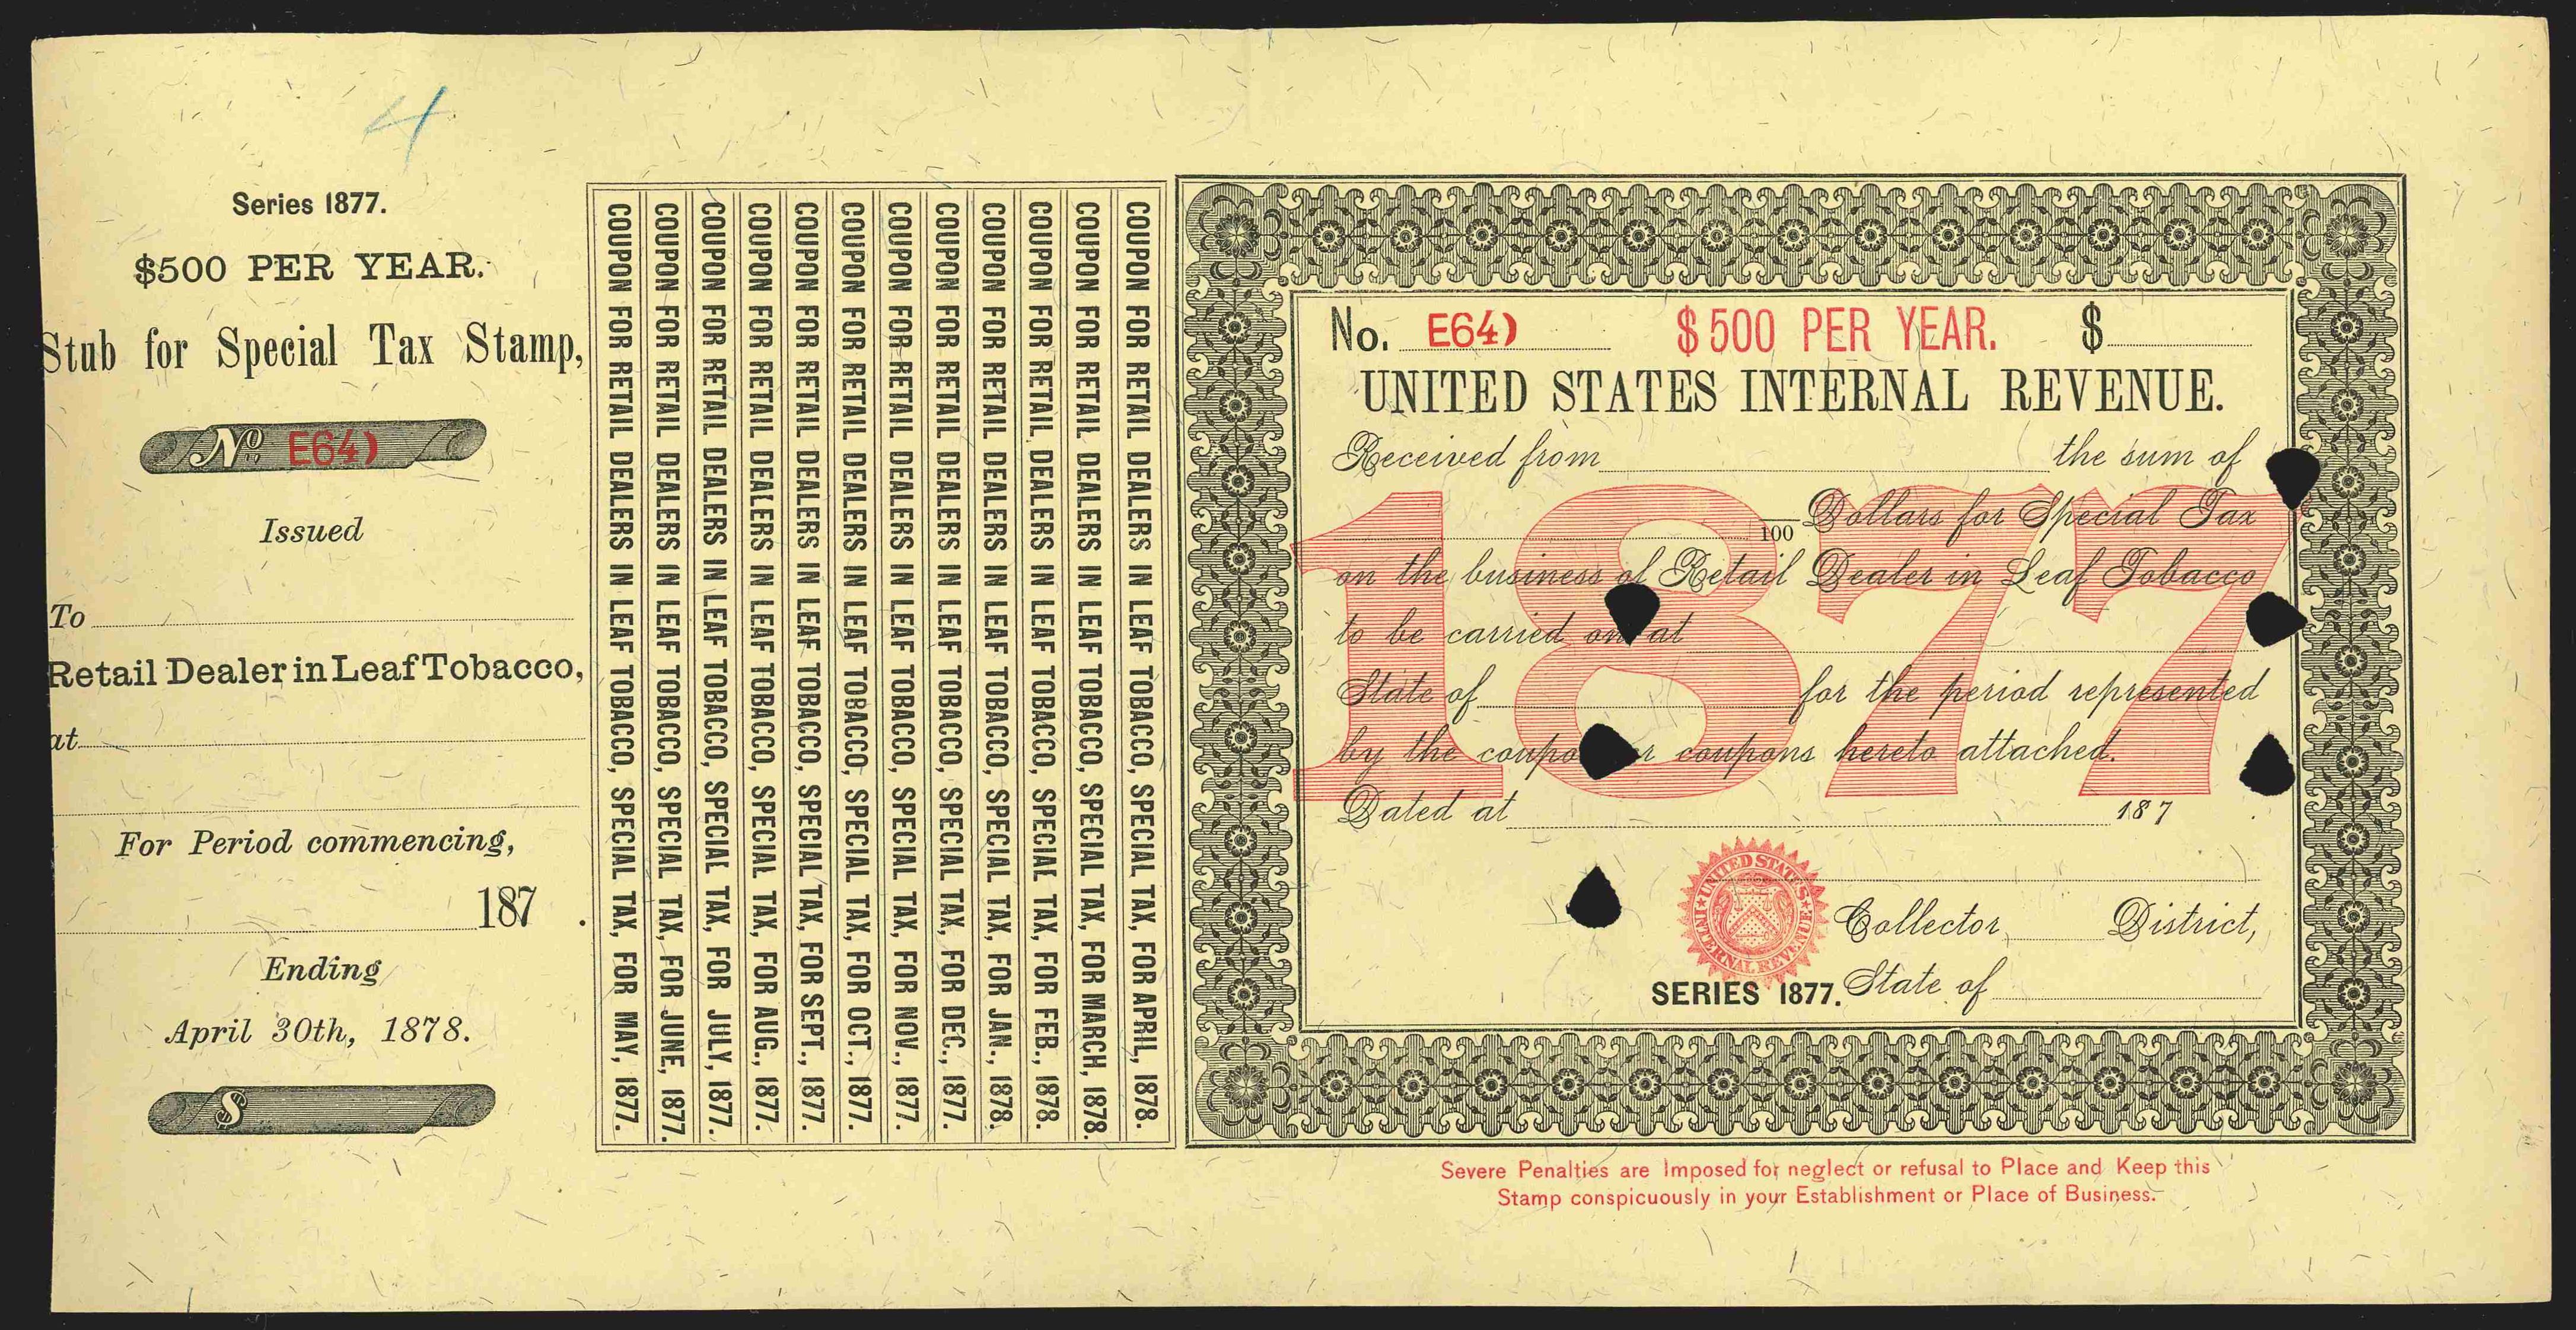 4
Series 1877.
$500 PER YEAR.
Stub for Special Tax Stamp,
No. E64)
Issued
To
Retail Dealer in Leaf Tobacco,
at
For Period commencing,
187 .
Ending
April 30th, 1878.
$
COUPON FOR RETAIL DEALERS IN LEAF TOBACCO, SPECIAL TAX, FOR MAY, 1877.
COUPON FOR RETAIL DEALERS IN LEAF TOBACCO, SPECIAL TAX, FOR JUNE, 1877.
COUPON FOR RETAIL DEALERS IN LEAF TOBACCO, SPECIAL TAX, FOR JULY, 1877.
COUPON FOR RETAIL DEALERS IN LEAF TOBACCO, SPECIAL TAX, FOR AUG., 1877.
COUPON FOR RETAIL DEALERS IN LEAF TOBACCO, SPECIAL TAX, FOR SEPT., 1877.
COUPON FOR RETAIL DEALERS IN LEAF TOBACCO, SPECIAL TAX, FOR OCT., 1877.
COUPON FOR RETAIL DEALERS IN LEAF TOBACCO, SPECIAL TAX, FOR NOV., 1877.
COUPON FOR RETAIL DEALERS IN LEAF TOBACCO, SPECIAL TAX, FOR DEC., 1877.
COUPON FOR RETAIL DEALERS IN LEAF TOBACCO, SPECIAL TAX, FOR JAN., 1878.
COUPON FOR RETAIL DEALERS IN LEAF TOBACCO, SPECIAL TAX, FOR FEB., 1878.
COUPON FOR RETAIL DEALERS IN LEAF TOBACCO, SPECIAL TAX, FOR MARCH, 1878.
COUPON FOR RETAIL DEALERS IN LEAF TOBACCO, SPECIAL TAX, FOR APRIL, 1878.
No. E64) $500 PER YEAR. $
UNITED STATES INTERNAL REVENUE.
Received from the sum of
100 Dollars for Special Tax
on the business of Retail Dealer in Leaf Tobacco
to be carried on at
State of for the period represented
by the coupon or coupons hereto attached.
1877
Dated at 187
UNITED STATES INTERNAL REVENUE
Collector District,
SERIES 1877. State of
Severe Penalties are Imposed for neglect or refusal to Place and Keep this
Stamp conspicuously in your Establishment or Place of Business.